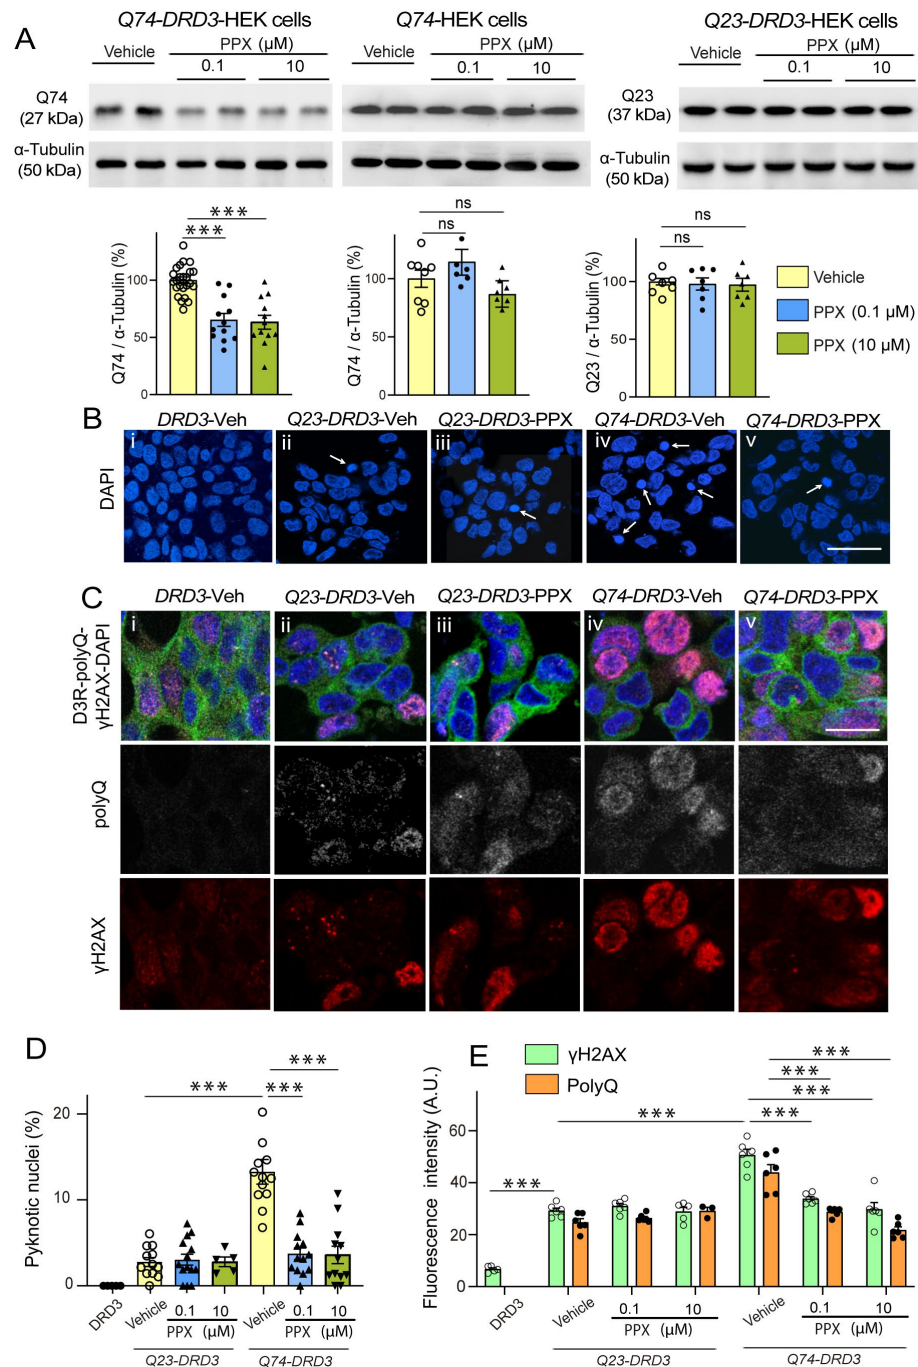 A
Q74-DRD3-HEK cells
Q74-HEK cells
Q23-DRD3-HEK cells
Vehicle
PPX (μM)
0.1
10
Vehicle
PPX (μM)
0.1
10
Vehicle
PPX (μM)
0.1
10
Q74
(27 kDa)
α-Tubulin
(50 kDa)
Q23
(37 kDa)
α-Tubulin
(50 kDa)
Q74 / α-Tubulin (%)
100
50
0
***
***
Q74 / α-Tubulin (%)
100
50
0
ns
ns
Q23 / α-Tubulin (%)
100
50
0
ns
ns
Vehicle
PPX (0.1 μM)
PPX (10 μM)
B
DRD3-Veh
Q23-DRD3-Veh
Q23-DRD3-PPX
Q74-DRD3-Veh
Q74-DRD3-PPX
DAPI
i
ii
iii
iv
v
C
DRD3-Veh
Q23-DRD3-Veh
Q23-DRD3-PPX
Q74-DRD3-Veh
Q74-DRD3-PPX
D3R-polyQ-
γH2AX-DAPI
i
ii
iii
iv
v
polyQ
γH2AX
D
Pyknotic nuclei (%)
20
10
0
***
***
***
DRD3
Vehicle
0.1
10
PPX (μM)
Q23-DRD3
Vehicle
0.1
10
PPX (μM)
Q74-DRD3
E
γH2AX
PolyQ
Fluorescence intensity (A.U.)
60
40
20
0
***
***
***
***
***
***
DRD3
Vehicle
0.1
10
PPX (μM)
Q23-DRD3
Vehicle
0.1
10
PPX (μM)
Q74-DRD3